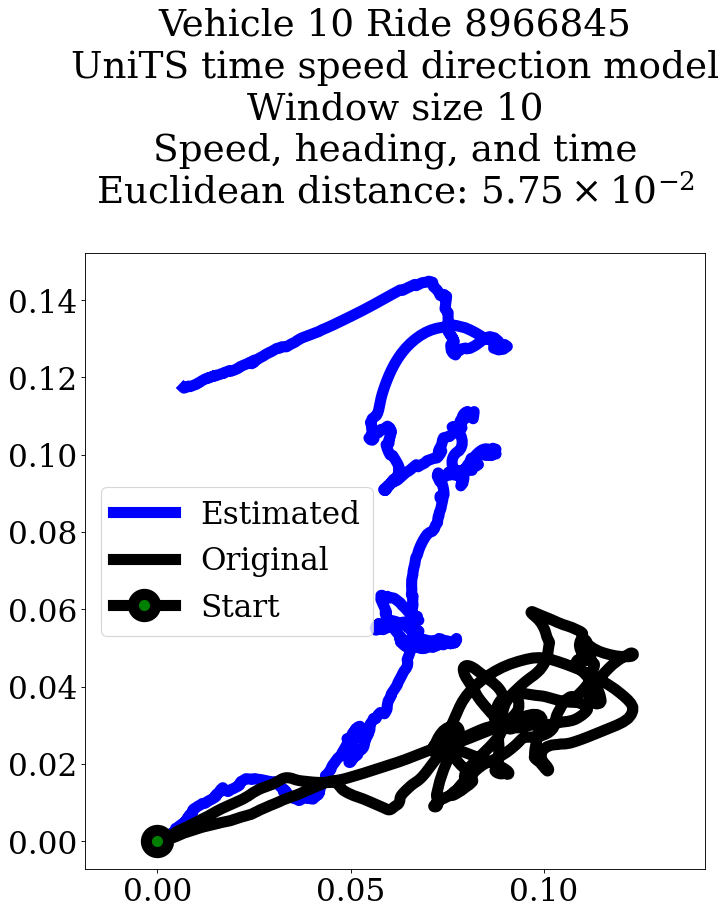 Vehicle 10 Ride 8966845
UniTS time speed direction model
Window size 10
Speed, heading, and time
Euclidean distance: 5.75 × 10⁻²
0.14
0.12
0.10
0.08
0.06
0.04
0.02
0.00
Estimated
Original
Start
0.00 0.05 0.10